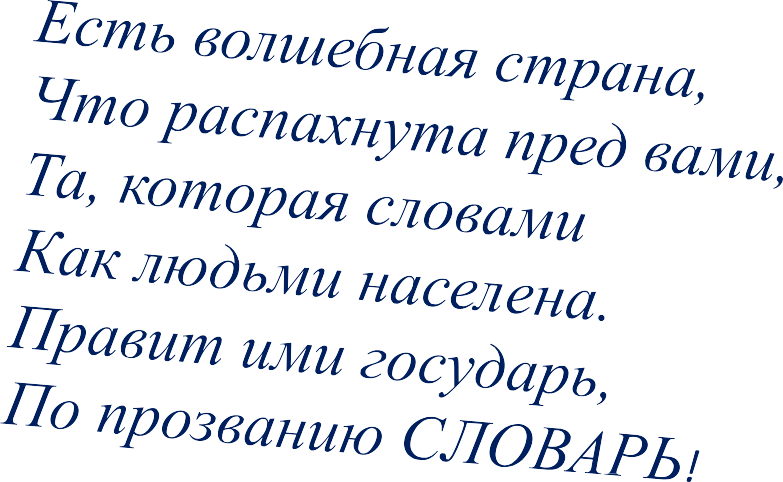 Есть волшебная страна,
Что распахнута пред вами,
Та, которая словами
Как людьми населена.
Правит ими государь,
По прозванию СЛОВАРЬ!